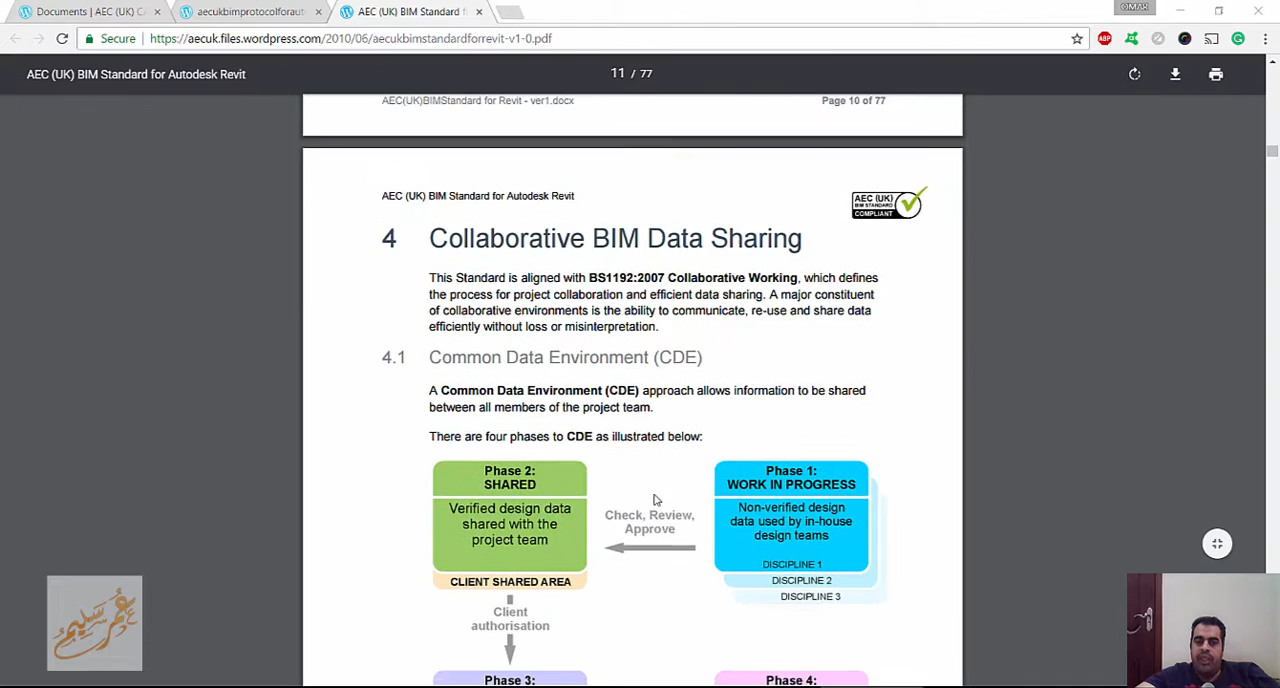 Documents | AEC (UK) C
aecukbimprotocolforaut
AEC (UK) BIM Standard f
OMAR
Secure
https://aecuk.files.wordpress.com/2010/06/aecukbimstandardforrevit-v1-0.pdf
ABP
AEC (UK) BIM Standard for Autodesk Revit
11 / 77
AEC(UK)BIMStandard for Revit - ver1.docx
Page 10 of 77
AEC (UK) BIM Standard for Autodesk Revit
AEC (UK)
BIM STANDARD
COMPLIANT
4 Collaborative BIM Data Sharing
This Standard is aligned with BS1192:2007 Collaborative Working, which defines
the process for project collaboration and efficient data sharing. A major constituent
of collaborative environments is the ability to communicate, re-use and share data
efficiently without loss or misinterpretation.
4.1 Common Data Environment (CDE)
A Common Data Environment (CDE) approach allows information to be shared
between all members of the project team.
There are four phases to CDE as illustrated below:
Phase 2:
SHARED
Verified design data
shared with the
project team
CLIENT SHARED AREA
Check, Review,
Approve
Phase 1:
WORK IN PROGRESS
Non-verified design
data used by in-house
design teams
DISCIPLINE 1
DISCIPLINE 2
DISCIPLINE 3
Client
authorisation
Phase 3:
Phase 4:
عمر سليم